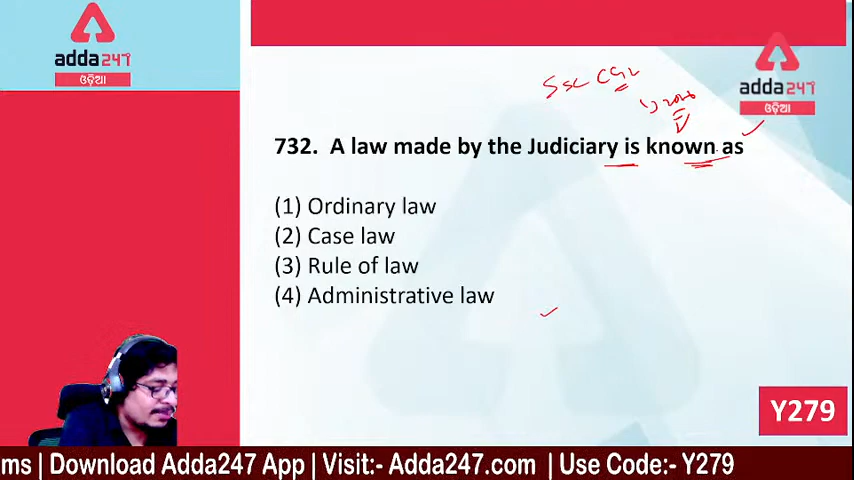 adda247
ଓଡ଼ିଆ
adda247
ଓଡ଼ିଆ
SSC CGL
732. A law made by the Judiciary is known as
(1) Ordinary law
(2) Case law
(3) Rule of law
(4) Administrative law
Y279
ms | Download Adda247 App | Visit:- Adda247.com | Use Code:- Y279